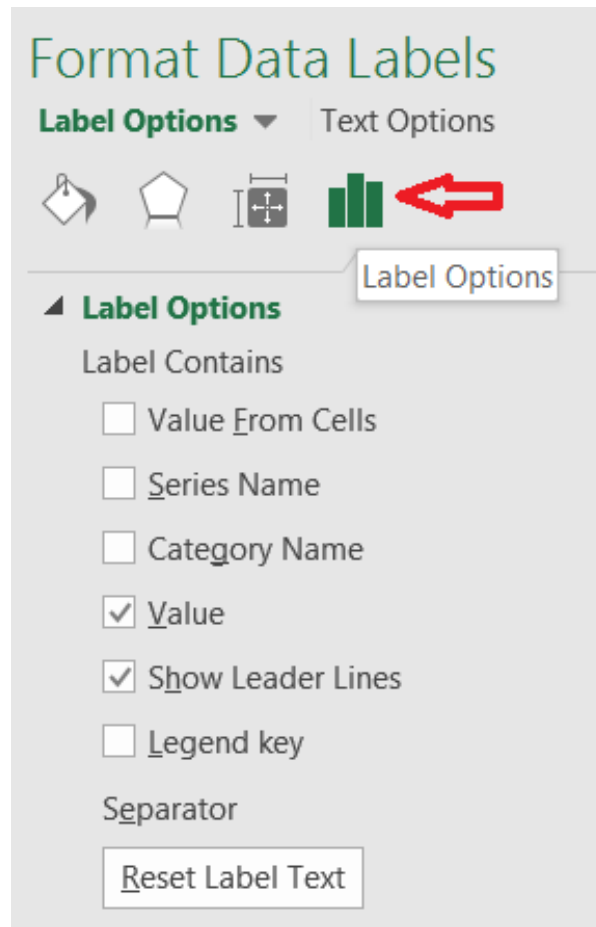 Format Data Labels
Label Options Text Options
Label Options
Label Options
Label Contains
Value From Cells
Series Name
Category Name
Value
Show Leader Lines
Legend key
Separator
Reset Label Text